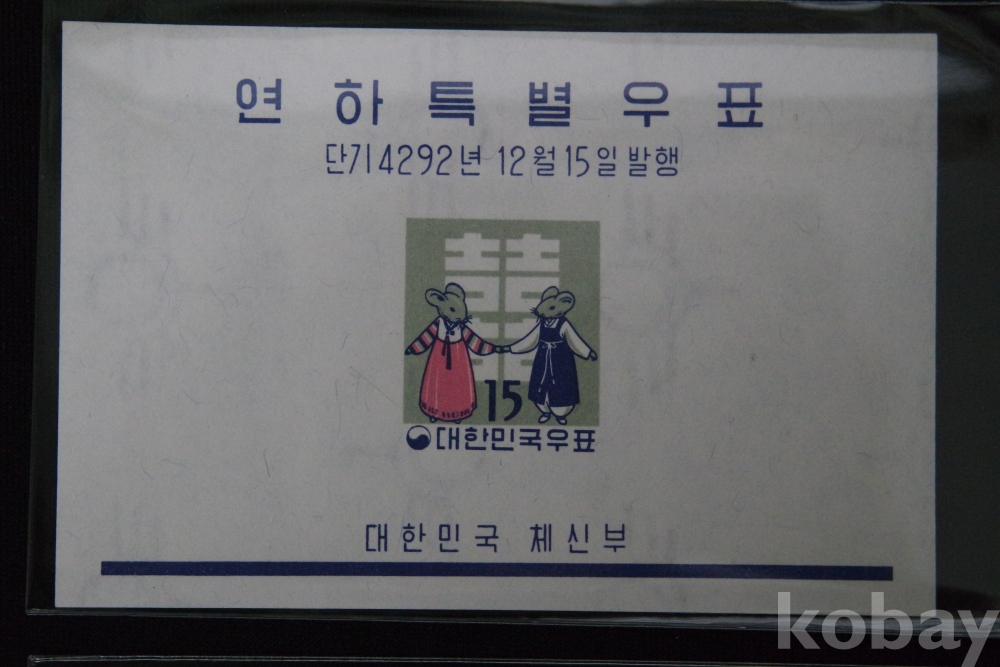 연하특별우표
단기4292년 12월15일발행
囍
15
대한민국우표
대한민국 체신부
kobay